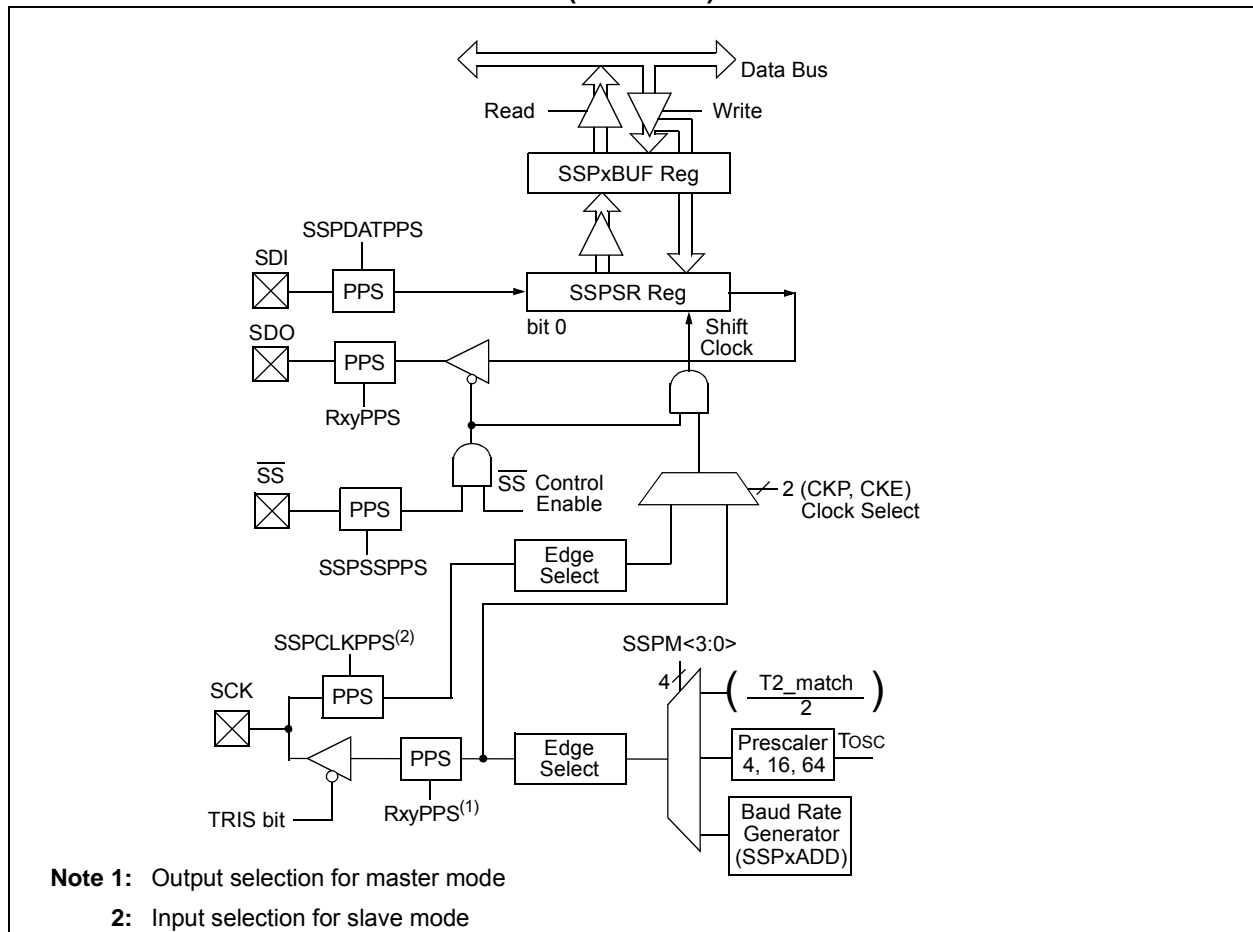 Data Bus
Read
Write
SSPxBUF Reg
SSPDATPPS
SDI
PPS
SSPSR Reg
bit 0
Shift
Clock
SDO
PPS
RxyPPS
SS
PPS
SS Control
Enable
SSPSSPPS
2 (CKP, CKE)
Clock Select
Edge
Select
SSPCLKPPS(2)
SCK
PPS
SSPM<3:0>
4
( T2_match
2 )
Prescaler
4, 16, 64
TOSC
Edge
Select
PPS
RxyPPS(1)
TRIS bit
Baud Rate
Generator
(SSPxADD)
Note 1: Output selection for master mode
2: Input selection for slave mode